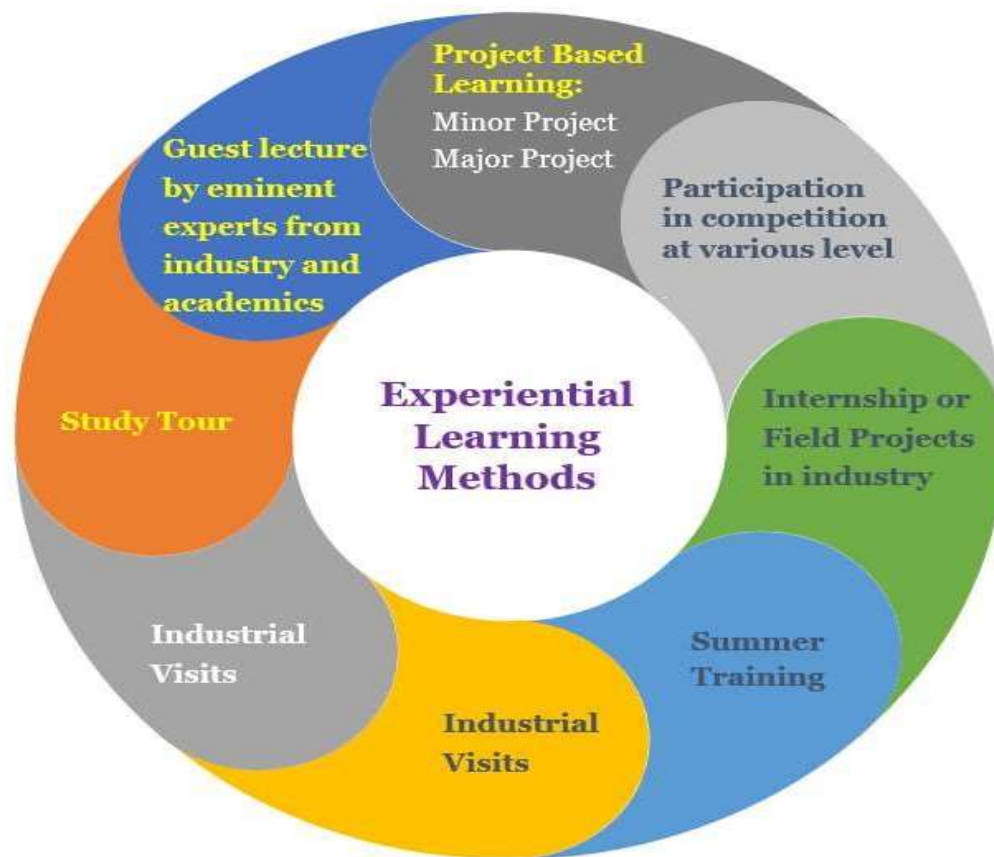 Project Based
Learning:
Minor Project
Major Project
Participation
in competition
at various level
Internship or
Field Projects
in industry
Summer
Training
Industrial
Visits
Industrial
Visits
Study Tour
Guest lecture
by eminent
experts from
industry and
academics
Experiential
Learning
Methods